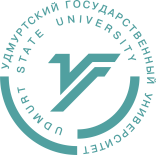 УДМУРТСКИЙ ГОСУДАРСТВЕННЫЙ УНИВЕРСИТЕТ
UDMURT STATE UNIVERSITY